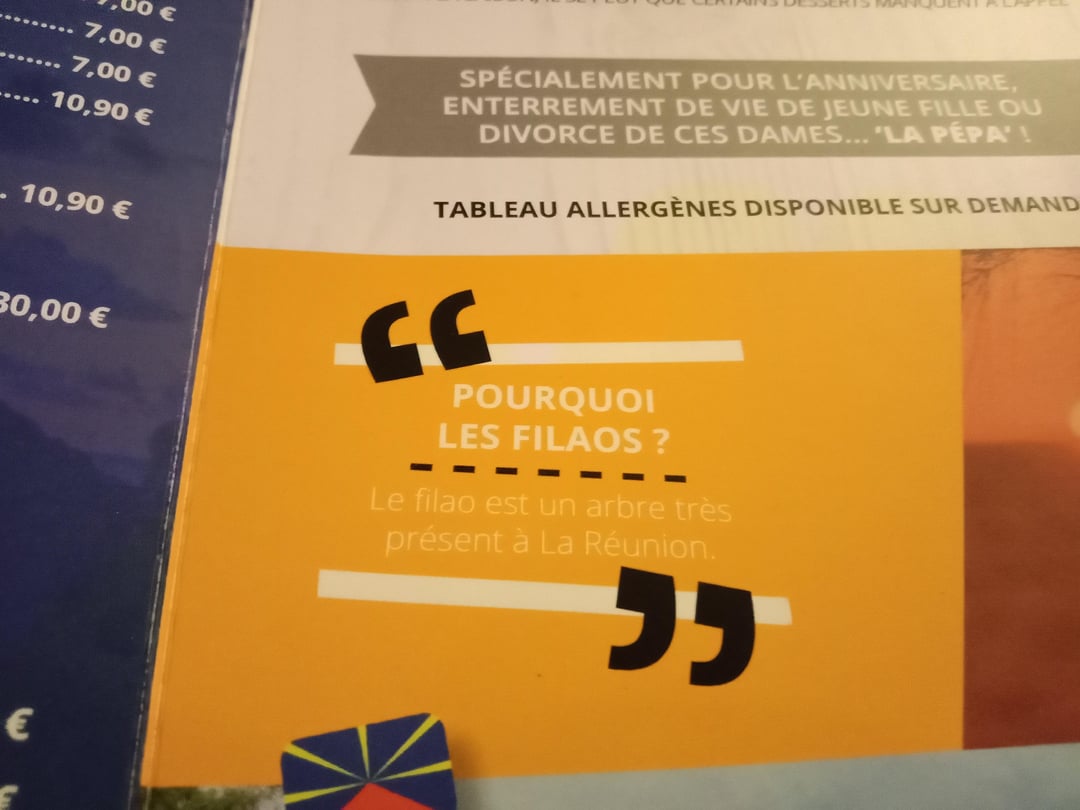 7,00 €
7,00 €
7,00 €
10,90 €
10,90 €
30,00 €
€
€
SPÉCIALEMENT POUR L'ANNIVERSAIRE,
ENTERREMENT DE VIE DE JEUNE FILLE OU
DIVORCE DE CES DAMES... 'LA PÉPA' !
TABLEAU ALLERGÈNES DISPONIBLE SUR DEMAND
“
POURQUOI
LES FILAOS ?
Le filao est un arbre très
présent à La Réunion.
”